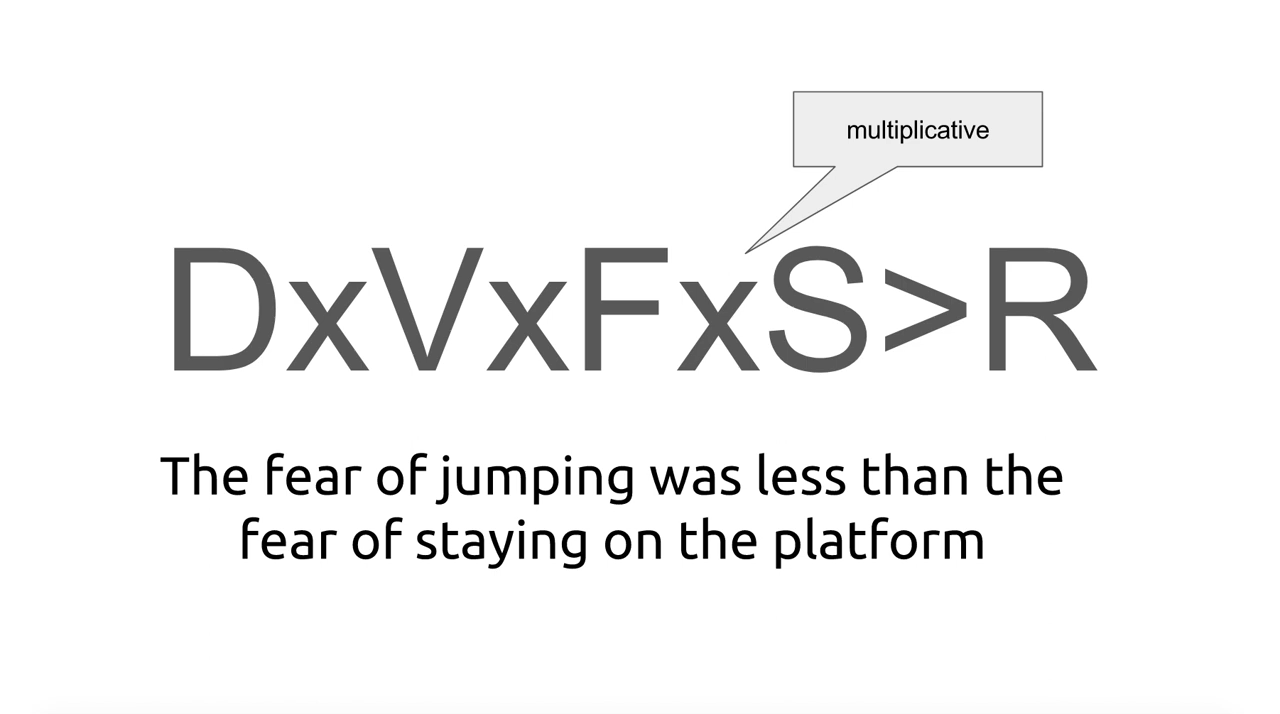 multiplicative
DxVxFxS>R
The fear of jumping was less than the
fear of staying on the platform